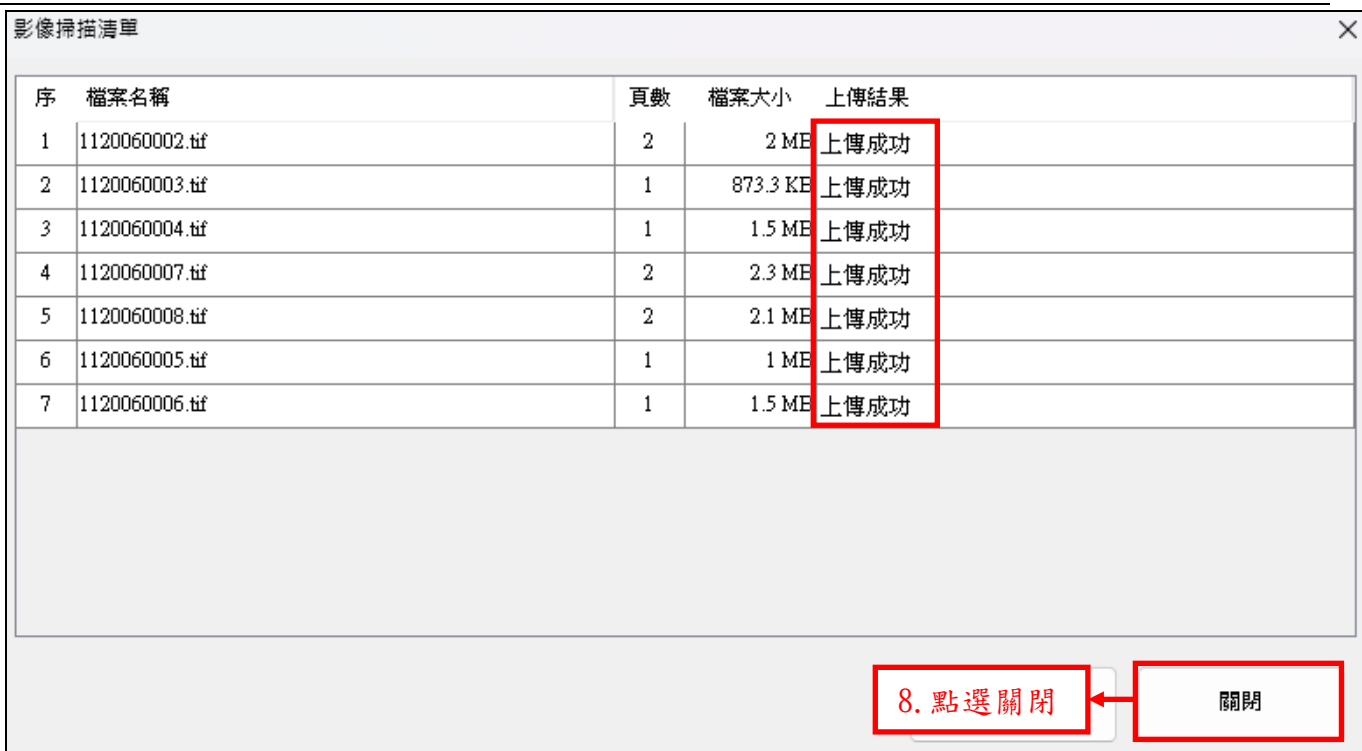 影像掃描清單
序 檔案名稱 頁數 檔案大小 上傳結果
1 1120060002.tif 2 2 MB 上傳成功
2 1120060003.tif 1 873.3 KB 上傳成功
3 1120060004.tif 1 1.5 MB 上傳成功
4 1120060007.tif 2 2.3 MB 上傳成功
5 1120060008.tif 2 2.1 MB 上傳成功
6 1120060005.tif 1 1 MB 上傳成功
7 1120060006.tif 1 1.5 MB 上傳成功
8.點選關閉 關閉